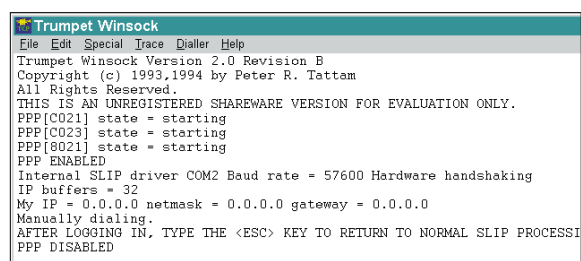 Trumpet Winsock
File Edit Special Trace Dialler Help
Trumpet Winsock Version 2.0 Revision B
Copyright (c) 1993,1994 by Peter R. Tattam
All Rights Reserved.
THIS IS AN UNREGISTERED SHAREWARE VERSION FOR EVALUATION ONLY.
PPP[C021] state = starting
PPP[C023] state = starting
PPP[8021] state = starting
PPP ENABLED
Internal SLIP driver COM2 Baud rate = 57600 Hardware handshaking
IP buffers = 32
My IP = 0.0.0.0 netmask = 0.0.0.0 gateway = 0.0.0.0
Manually dialing.
AFTER LOGGING IN, TYPE THE <ESC> KEY TO RETURN TO NORMAL SLIP PROCESSI
PPP DISABLED